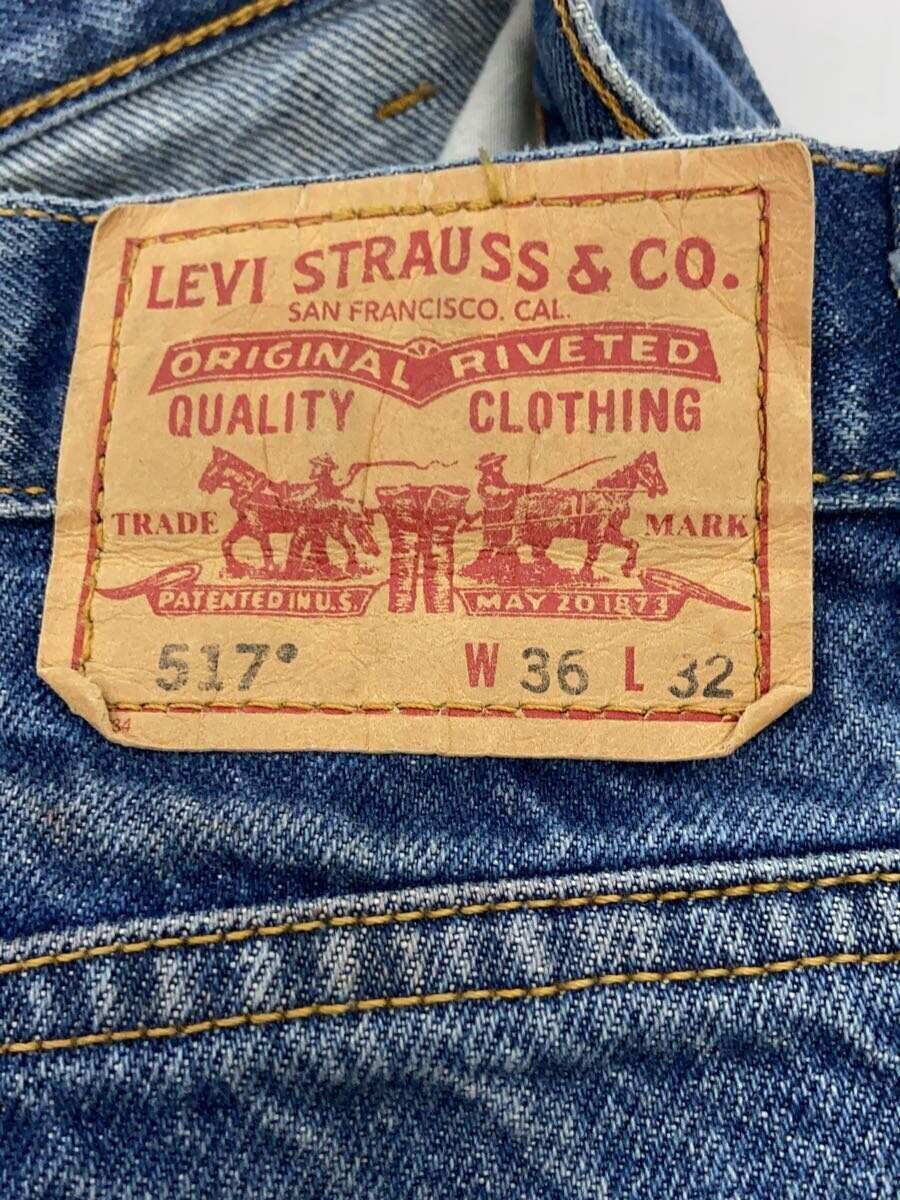 LEVI STRAUSS & CO.
SAN FRANCISCO. CAL.
ORIGINAL RIVETED
QUALITY CLOTHING
TRADE MARK
PATENTED IN U.S. MAY 20 1873
517° W 36 L 32
84